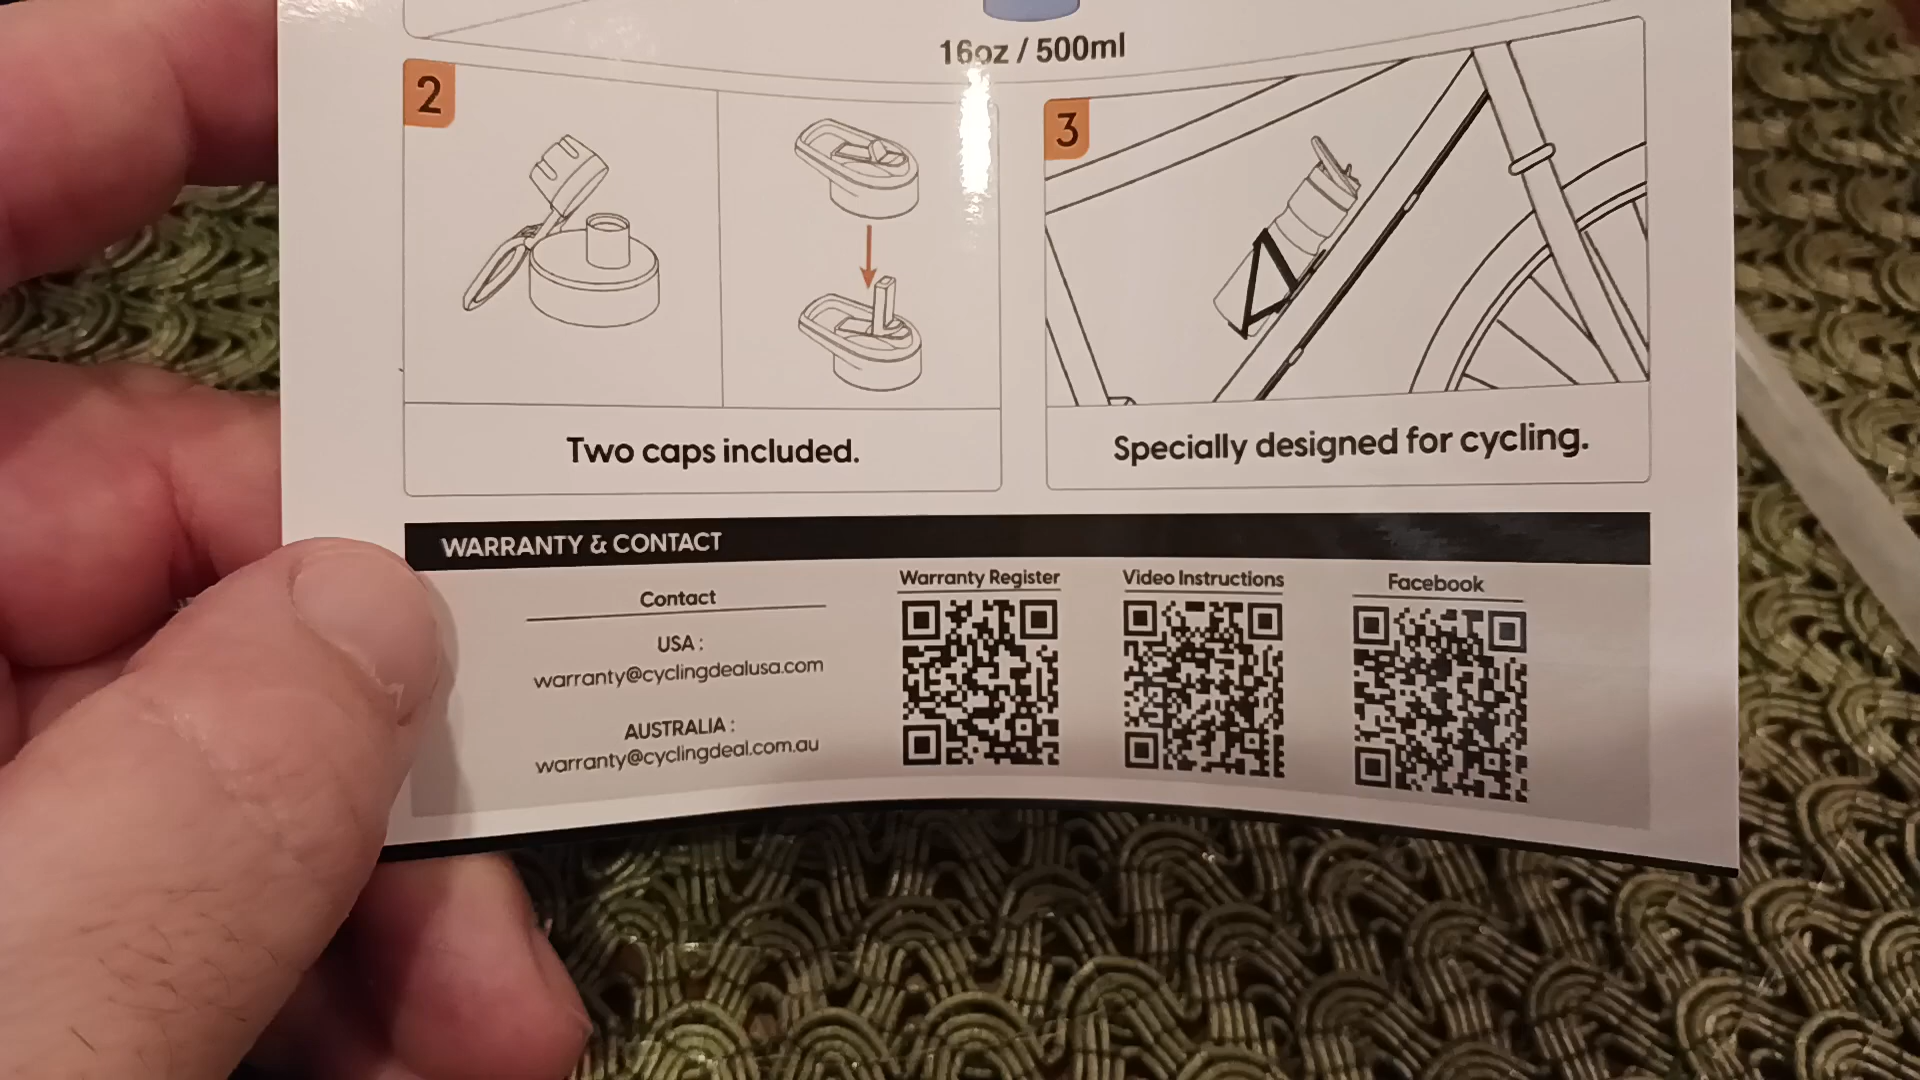 16oz / 500ml
2
3
Two caps included.
Specially designed for cycling.
WARRANTY & CONTACT
Contact
USA :
warranty@cyclingdealusa.com
AUSTRALIA :
warranty@cyclingdeal.com.au
Warranty Register
Video Instructions
Facebook